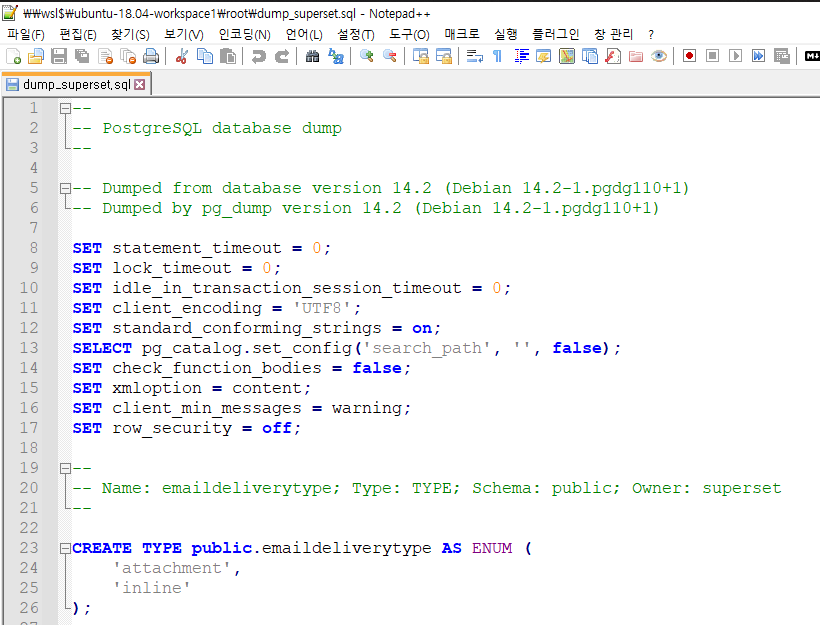 \\wsl$\ubuntu-18.04-workspace1\root\dump_superset.sql - Notepad++
파일(F) 편집(E) 찾기(S) 보기(V) 인코딩(N) 언어(L) 설정(T) 도구(O) 매크로 실행 플러그인 창 관리 ?
dump_superset.sql
1 --
2 -- PostgreSQL database dump
3 --
4
5 -- Dumped from database version 14.2 (Debian 14.2-1.pgdg110+1)
6 -- Dumped by pg_dump version 14.2 (Debian 14.2-1.pgdg110+1)
7
8 SET statement_timeout = 0;
9 SET lock_timeout = 0;
10 SET idle_in_transaction_session_timeout = 0;
11 SET client_encoding = 'UTF8';
12 SET standard_conforming_strings = on;
13 SELECT pg_catalog.set_config('search_path', '', false);
14 SET check_function_bodies = false;
15 SET xmloption = content;
16 SET client_min_messages = warning;
17 SET row_security = off;
18
19 --
20 -- Name: emaildeliverytype; Type: TYPE; Schema: public; Owner: superset
21 --
22
23 CREATE TYPE public.emaildeliverytype AS ENUM (
24     'attachment',
25     'inline'
26 );